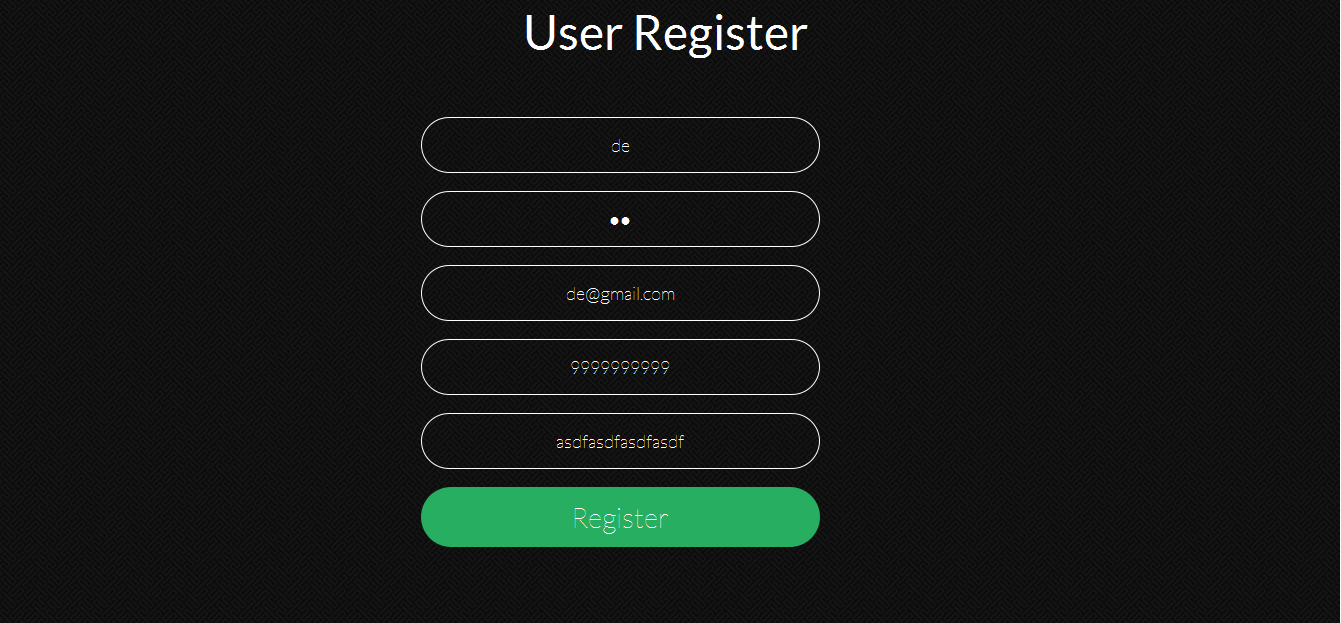 User Register
de
••
de@gmail.com
9999999999
asdfasdfasdfasdf
Register